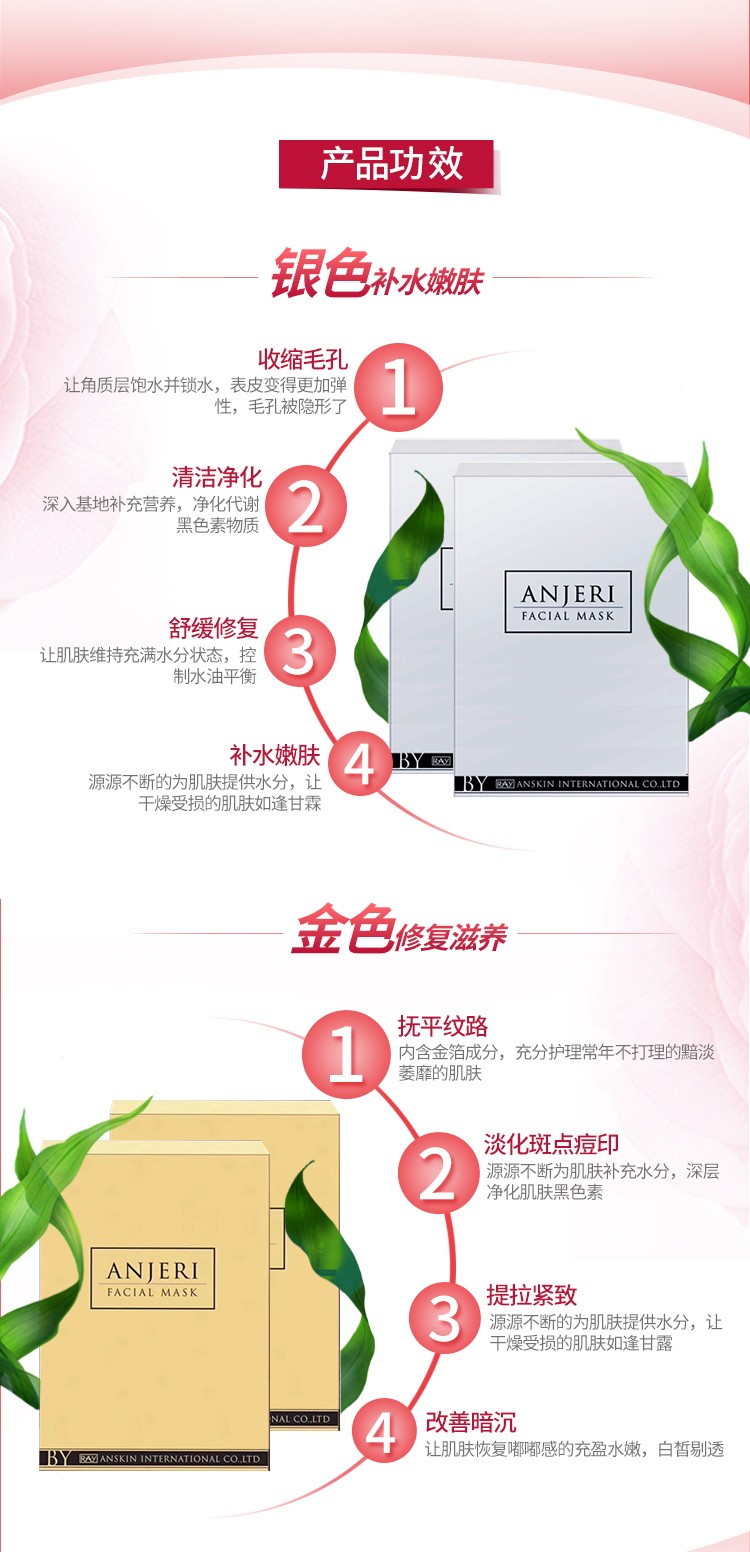 产品功效
银色补水嫩肤
1
收缩毛孔
让角质层饱水并锁水，表皮变得更加弹
性，毛孔被隐形了
2
清洁净化
深入基地补充营养，净化代谢
黑色素物质
3
舒缓修复
让肌肤维持充满水分状态，控
制水油平衡
4
补水嫩肤
源源不断的为肌肤提供水分，让
干燥受损的肌肤如逢甘霖
ANJERI
FACIAL MASK
BY RAY
BY RAY ANSKIN INTERNATIONAL CO.,LTD
金色修复滋养
1
抚平纹路
内含金箔成分，充分护理常年不打理的黯淡
萎靡的肌肤
2
淡化斑点痘印
源源不断为肌肤补充水分，深层
净化肌肤黑色素
3
提拉紧致
源源不断的为肌肤提供水分，让
干燥受损的肌肤如逢甘露
4
改善暗沉
让肌肤恢复嘟嘟感的充盈水嫩，白皙剔透
ANJERI
FACIAL MASK
NAL CO.,LTD
BY RAY ANSKIN INTERNATIONAL CO.,LTD